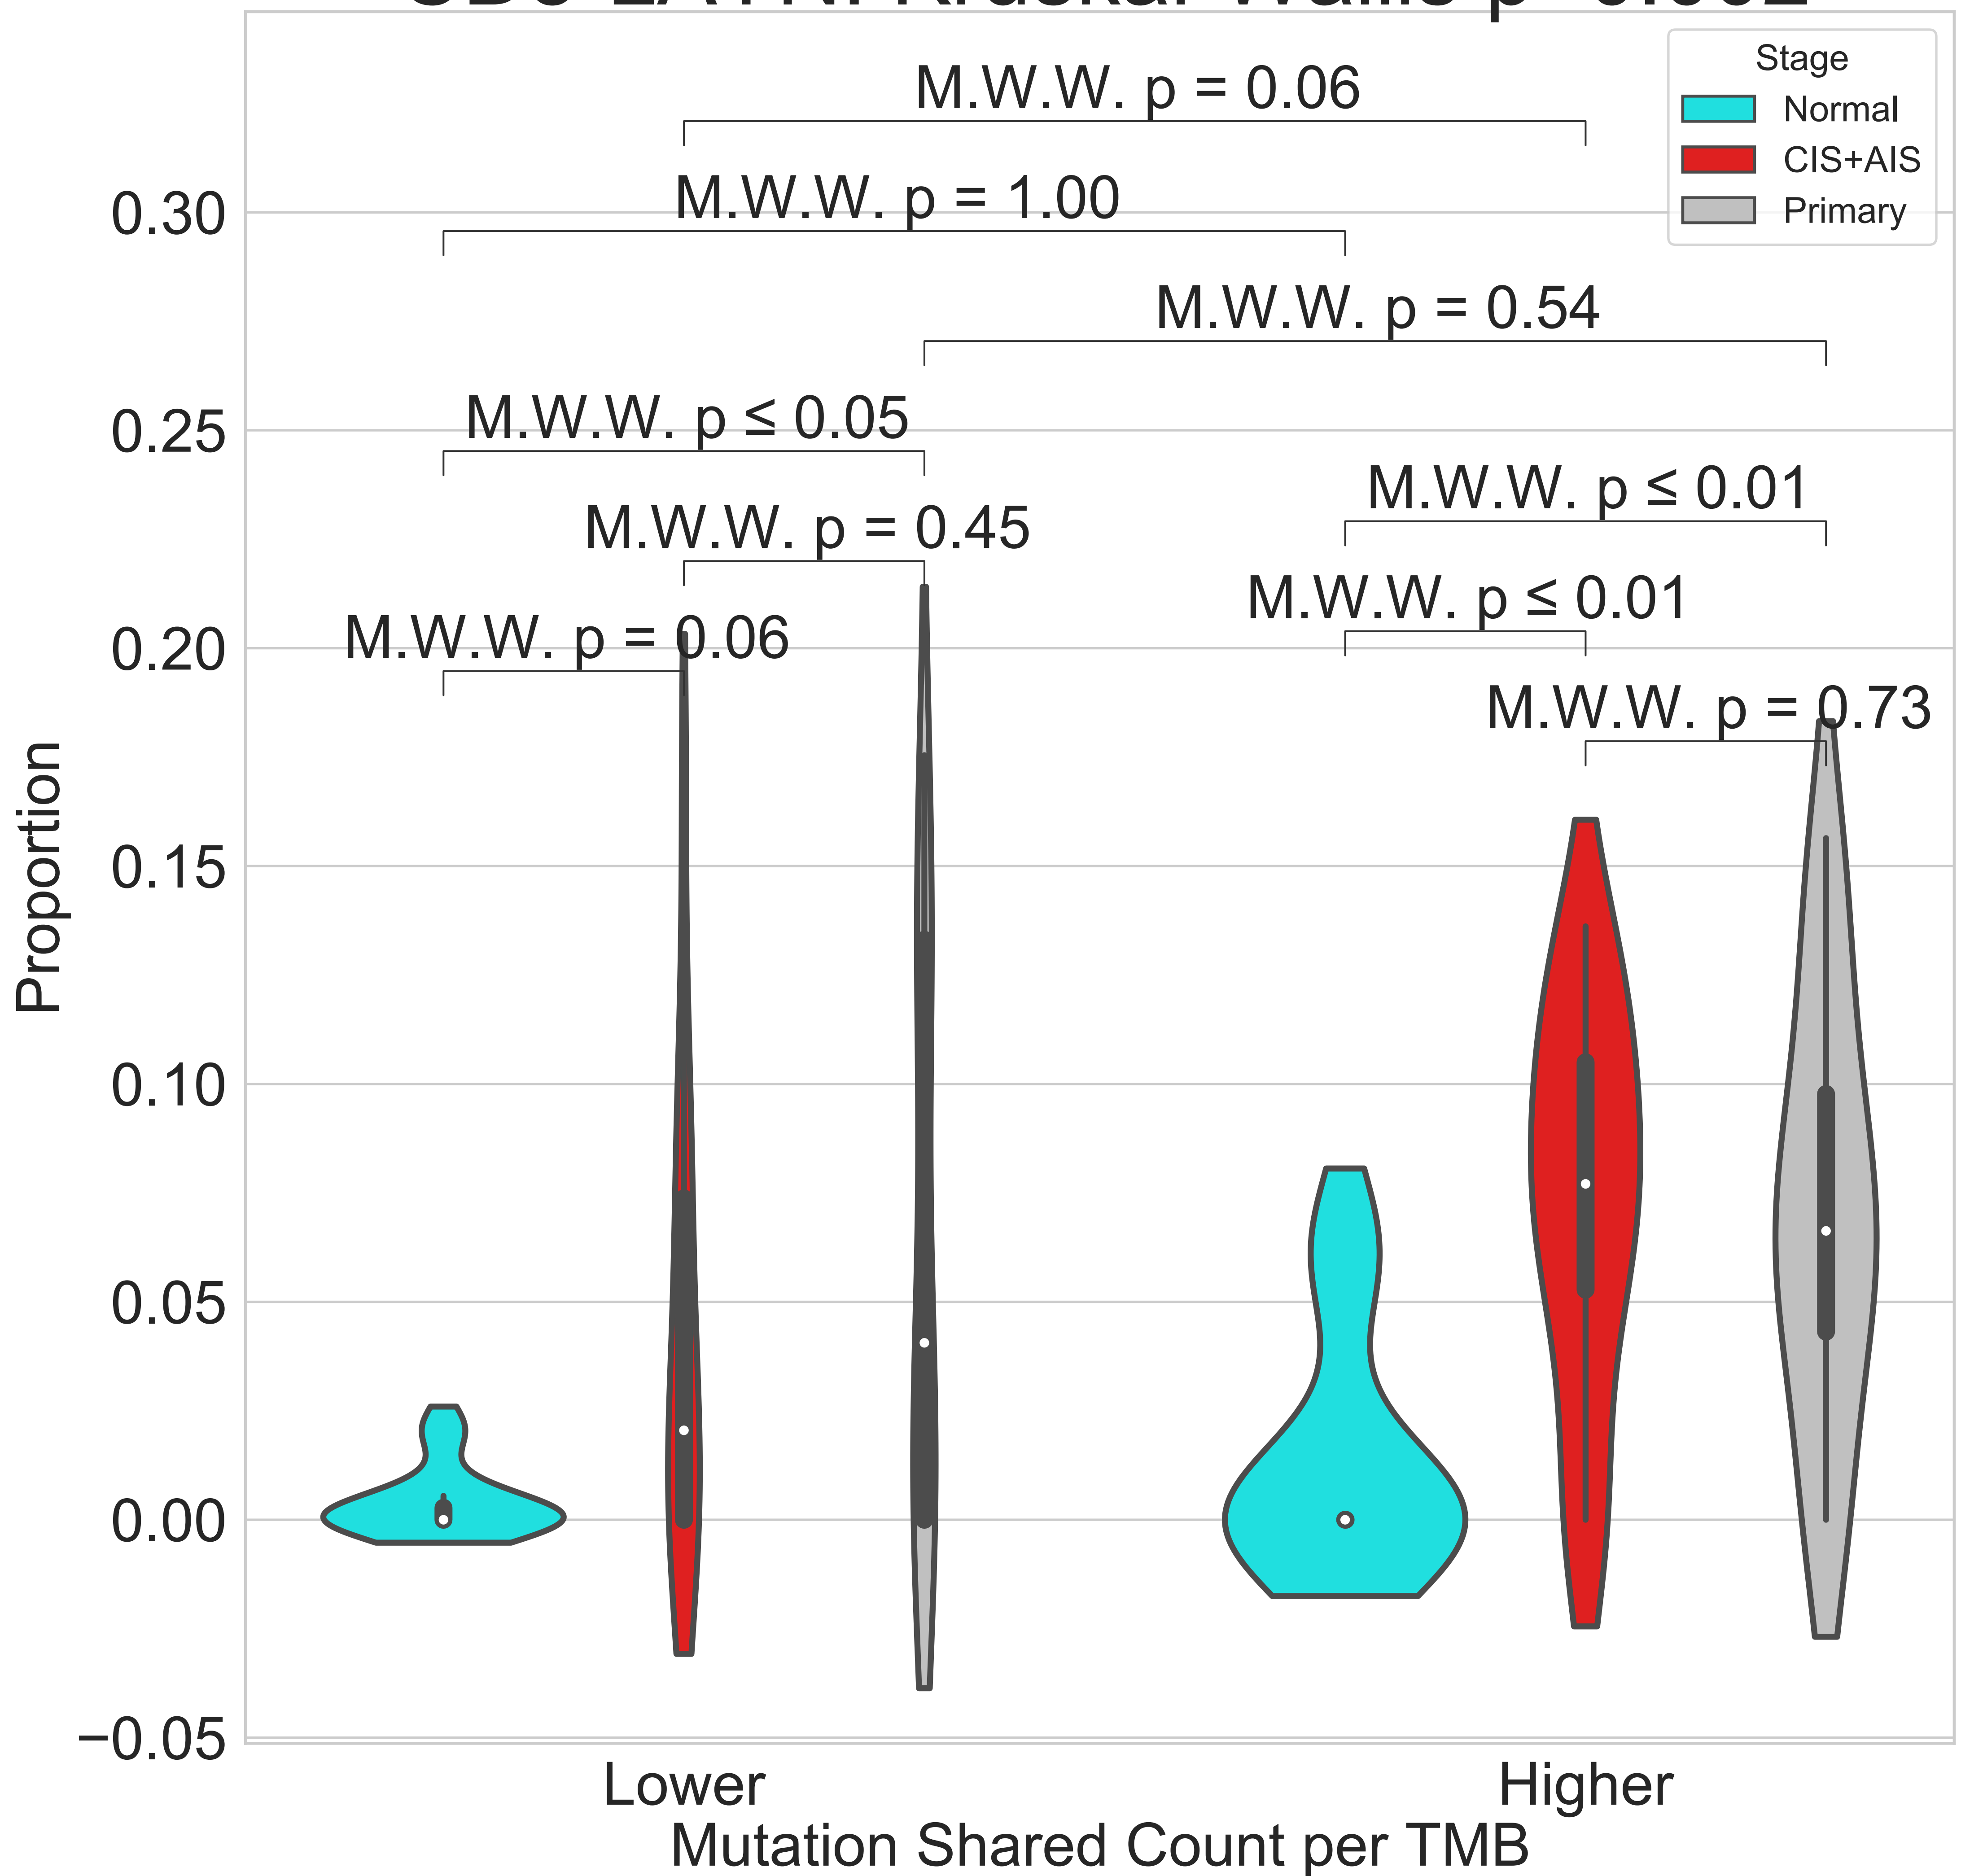 Stage
Normal
CIS+AIS
Primary
M.W.W. p = 0.06
M.W.W. p = 1.00
M.W.W. p = 0.54
M.W.W. p ≤ 0.05
M.W.W. p ≤ 0.01
M.W.W. p = 0.45
M.W.W. p ≤ 0.01
M.W.W. p = 0.06
M.W.W. p = 0.73
0.30
0.25
0.20
0.15
0.10
0.05
0.00
−0.05
Proportion
Lower
Higher
Mutation Shared Count per TMB